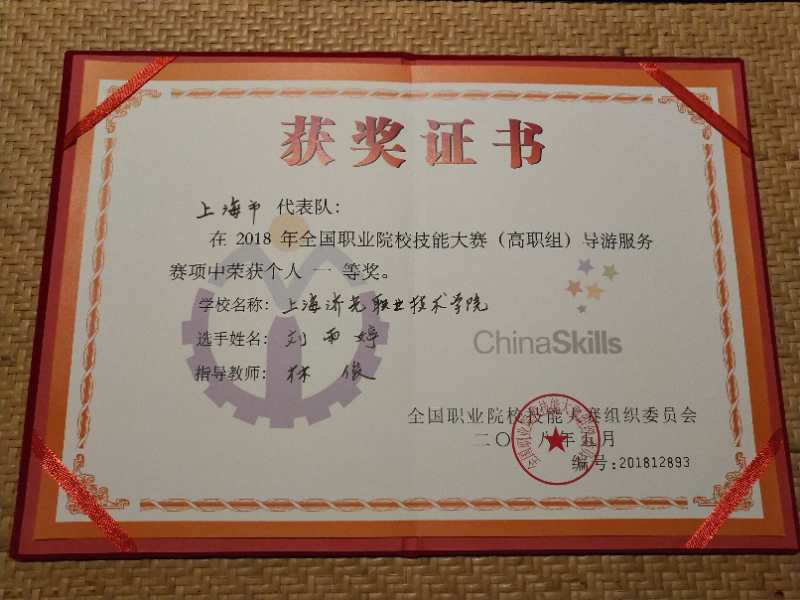 获奖证书
上海市 代表队：
在 2018 年全国职业院校技能大赛（高职组）导游服务
赛项中荣获个人 一 等奖。
学校名称：上海济光职业技术学院
选手姓名：刘雨婷
指导教师：林俊
ChinaSkills
全国职业院校技能大赛组织委员会
二〇一八年五月
编号:201812893